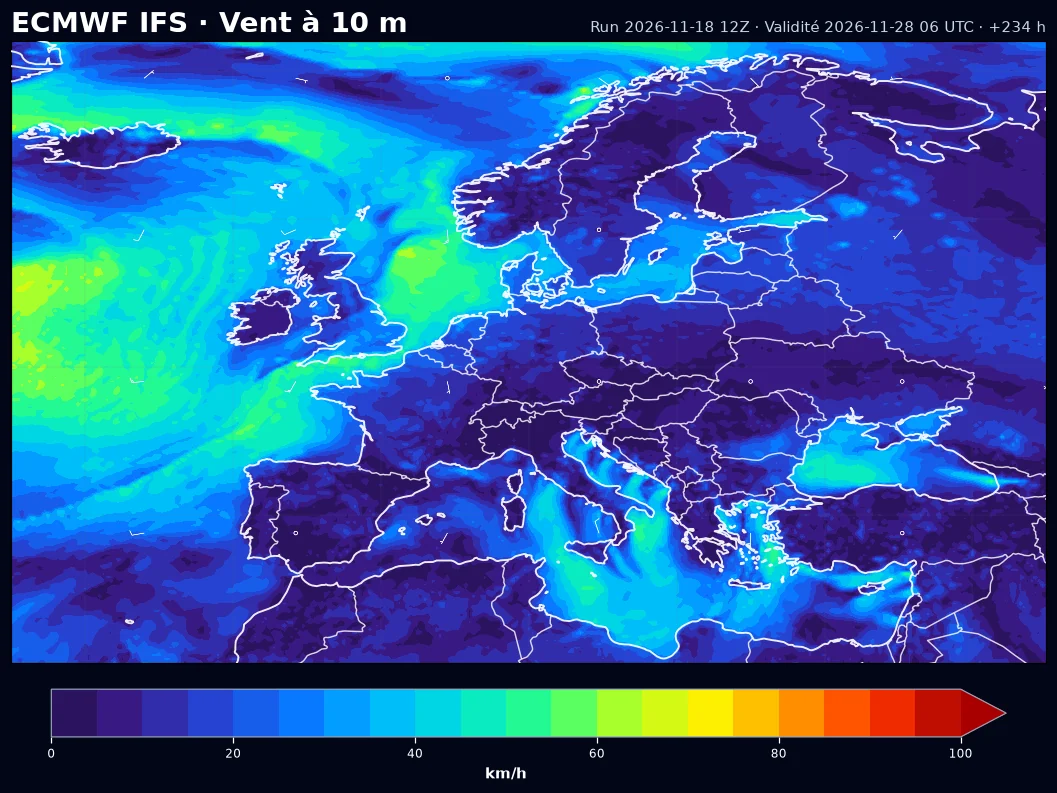 ECMWF IFS · Vent à 10 m
Run 2026-11-18 12Z · Validité 2026-11-28 06 UTC · +234 h
0 20 40 60 80 100
km/h